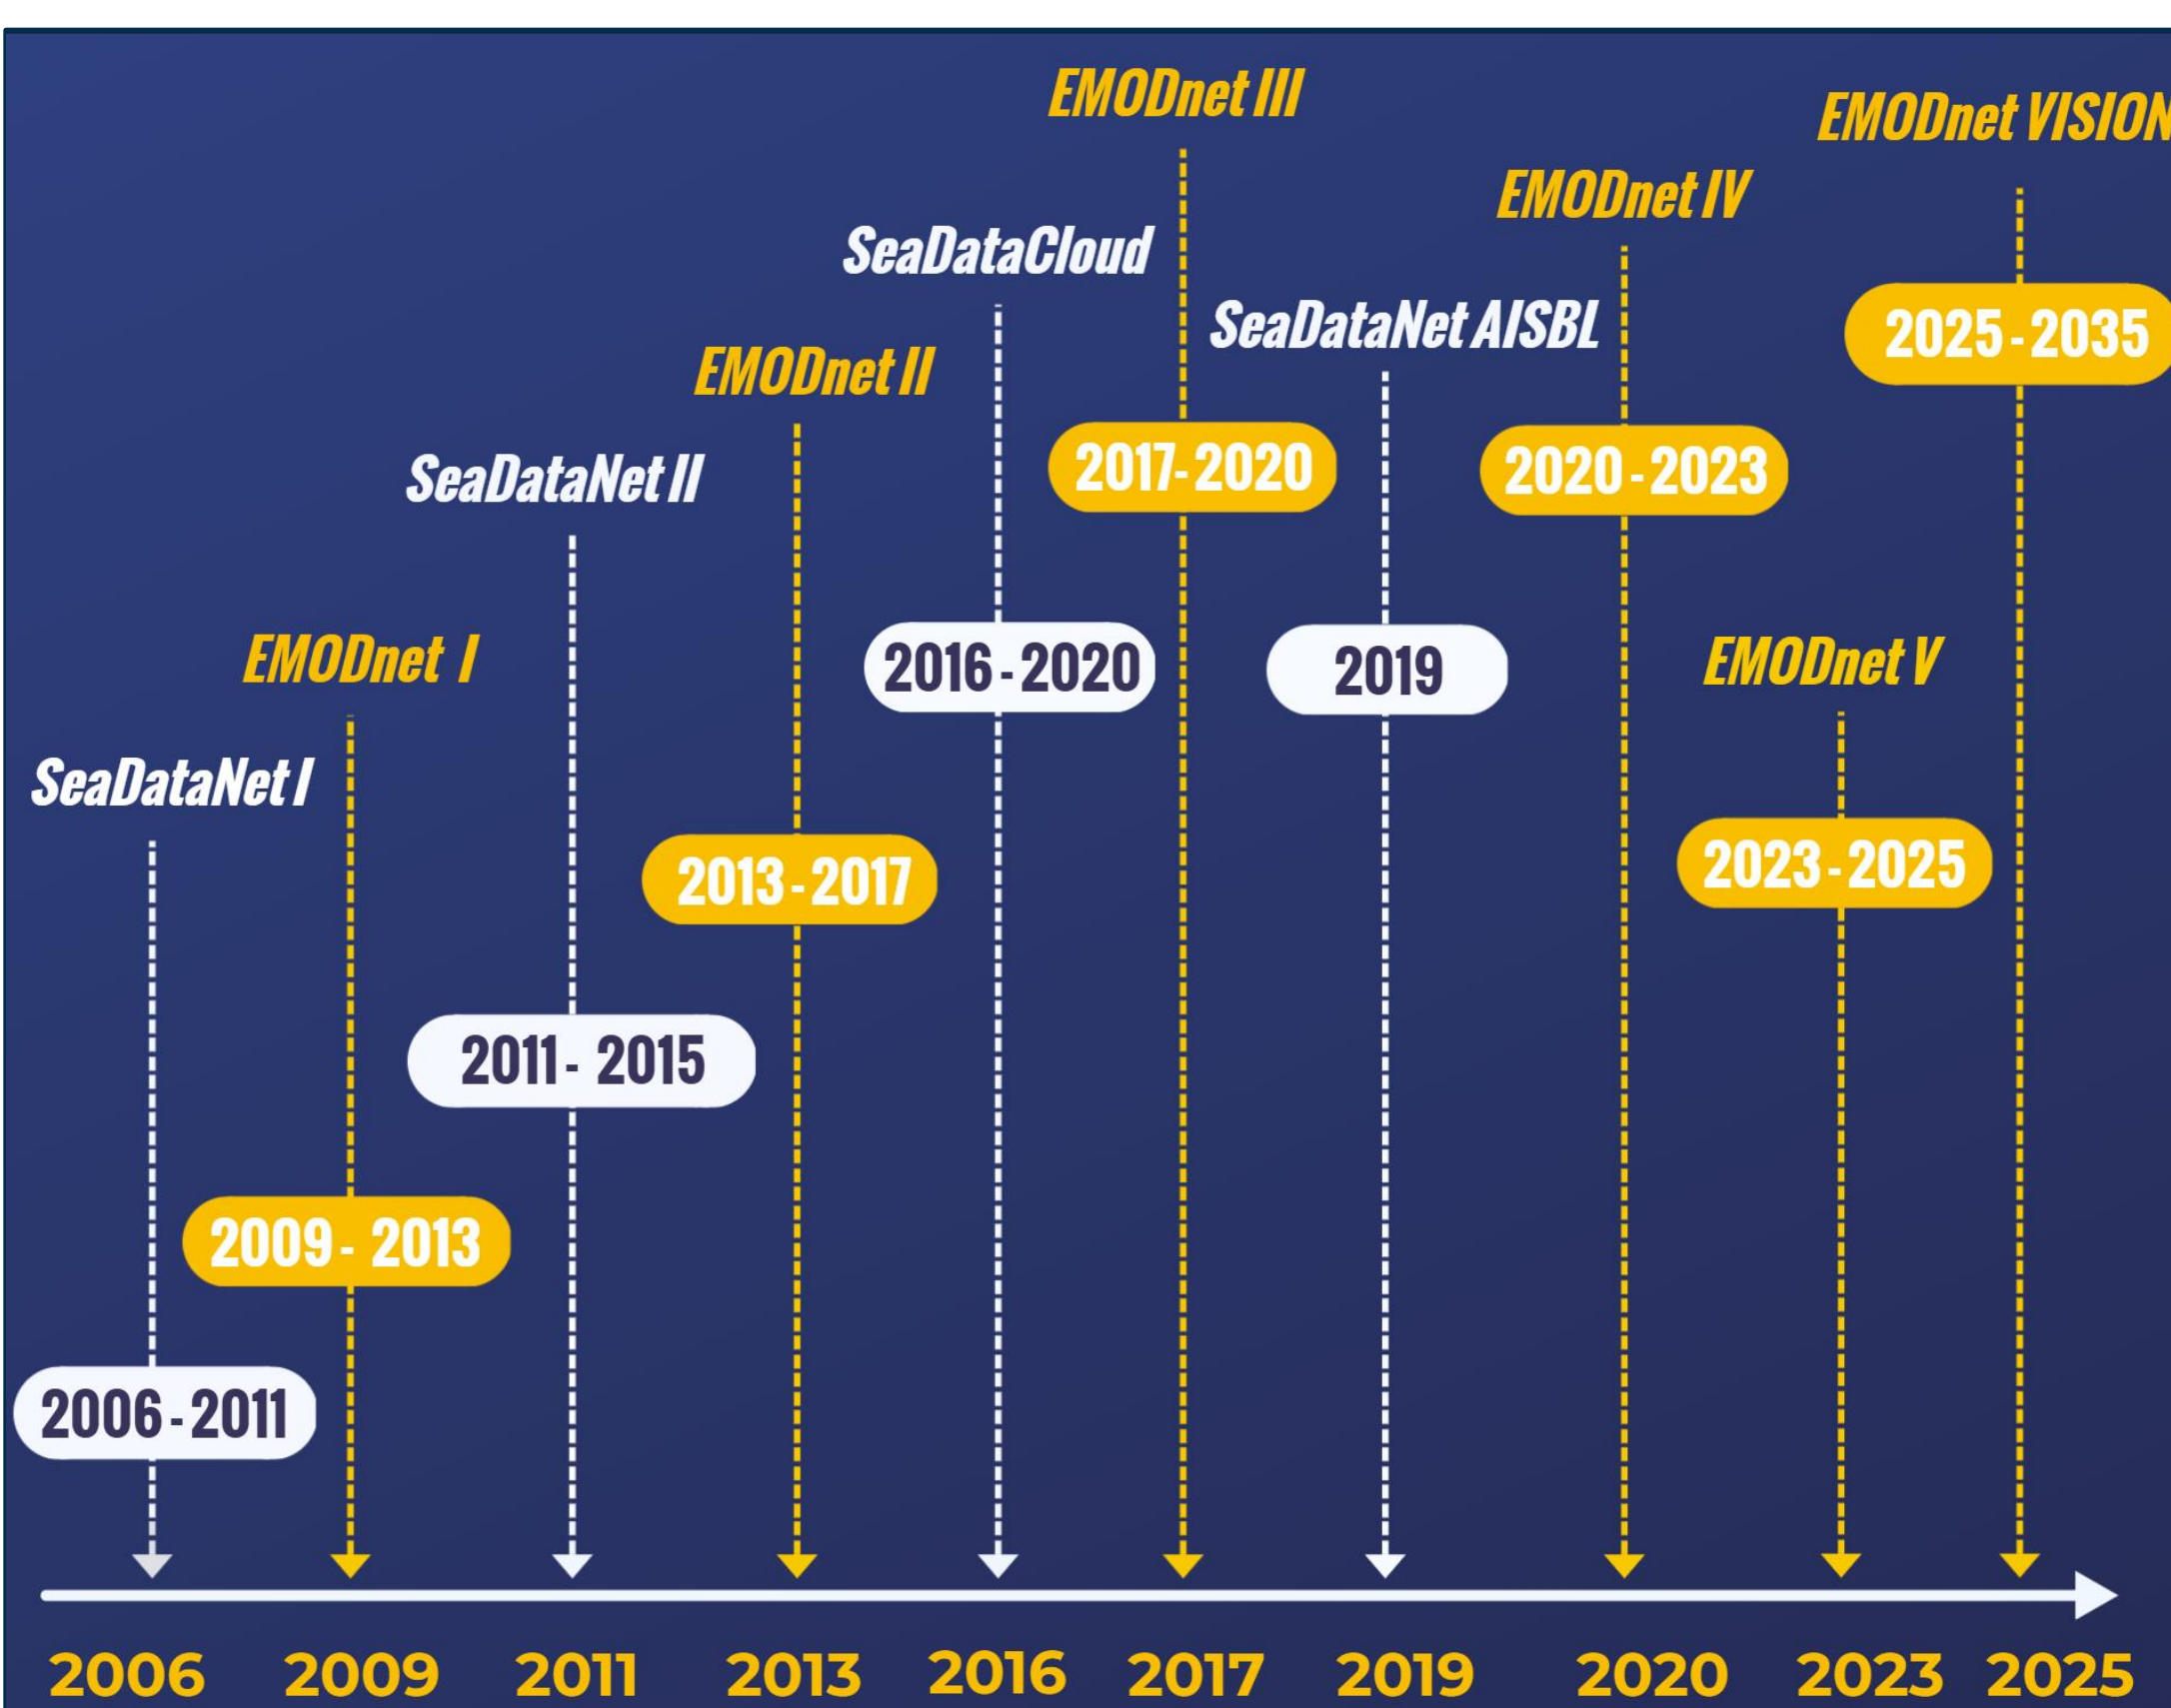 EMODnet III
EMODnet VISION
EMODnet IV
SeaDataCloud
SeaDataNet AISBL
2025-2035
EMODnet II
2017-2020
2020-2023
SeaDataNet II
EMODnet I
2016-2020
2019
EMODnet V
SeaDataNet I
2013-2017
2023-2025
2011- 2015
2009- 2013
2006-2011
2006 2009 2011 2013 2016 2017 2019 2020 2023 2025